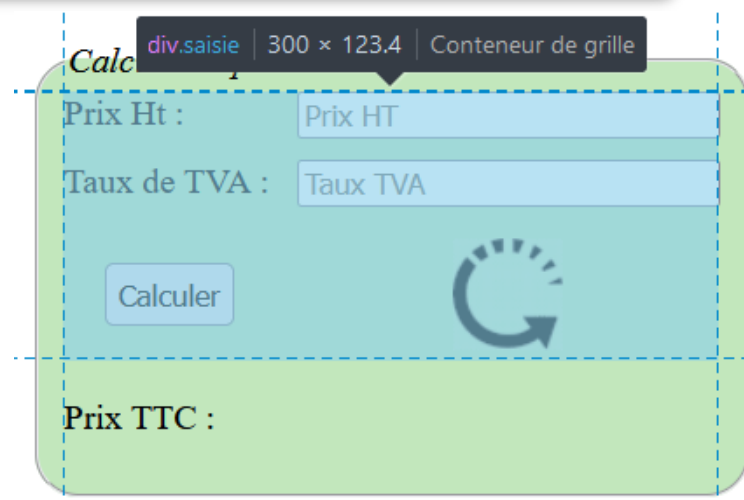 div.saisie 300 × 123.4 Conteneur de grille
Calc
Prix Ht : Prix HT
Taux de TVA : Taux TVA
Calculer
Prix TTC :